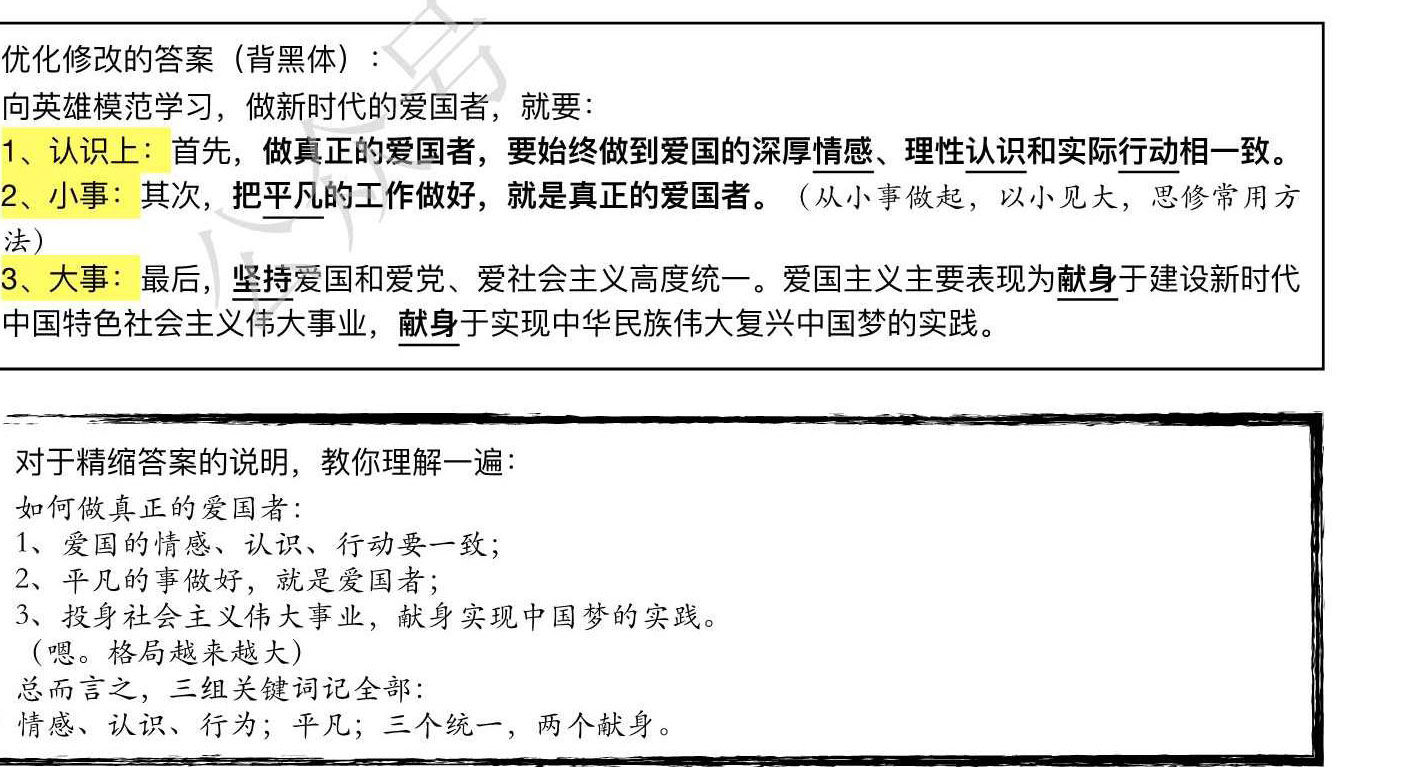 优化修改的答案（背黑体）：
向英雄模范学习，做新时代的爱国者，就要：
1、认识上：首先，做真正的爱国者，要始终做到爱国的深厚情感、理性认识和实际行动相一致。
2、小事：其次，把平凡的工作做好，就是真正的爱国者。（从小事做起，以小见大，思修常用方
法）
3、大事：最后，坚持爱国和爱党、爱社会主义高度统一。爱国主义主要表现为献身于建设新时代
中国特色社会主义伟大事业，献身于实现中华民族伟大复兴中国梦的实践。
公众号
对于精缩答案的说明，教你理解一遍：
如何做真正的爱国者：
1、爱国的情感、认识、行动要一致；
2、平凡的事做好，就是爱国者；
3、投身社会主义伟大事业，献身实现中国梦的实践。
（嗯。格局越来越大）
总而言之，三组关键词记全部：
情感、认识、行为；平凡；三个统一，两个献身。